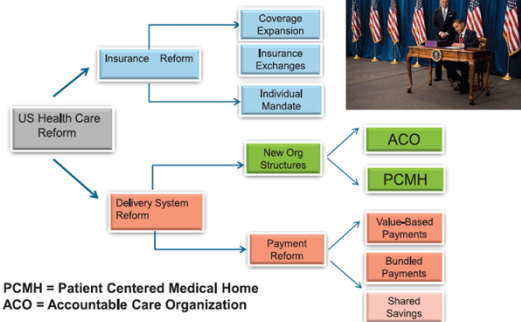 Coverage
Expansion
Insurance Reform
Insurance
Exchanges
Individual
Mandate
US Health Care
Reform
New Org
Structures
ACO
PCMH
Delivery System
Reform
Payment
Reform
Value-Based
Payments
Bundled
Payments
Shared
Savings
PCMH = Patient Centered Medical Home
ACO = Accountable Care Organization